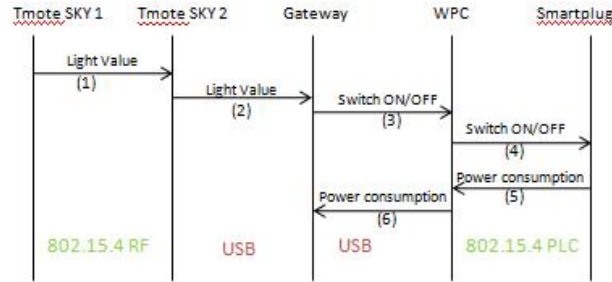 Tmote SKY 1 Tmote SKY 2 Gateway WPC Smartplug
Light Value
(1)
Light Value
(2)
Switch ON/OFF
(3)
Switch ON/OFF
(4)
Power consumption
(5)
Power consumption
(6)
802.15.4 RF USB USB 802.15.4 PLC